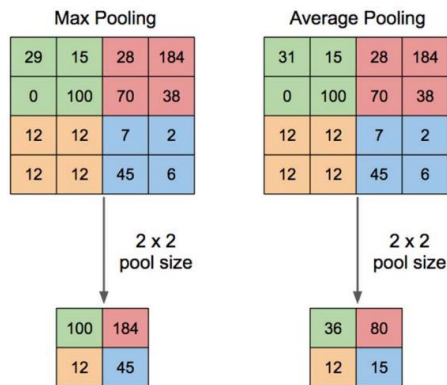 Max Pooling
29 15 28 184
0 100 70 38
12 12 7 2
12 12 45 6
2 x 2
pool size
100 184
12 45
Average Pooling
31 15 28 184
0 100 70 38
12 12 7 2
12 12 45 6
2 x 2
pool size
36 80
12 15